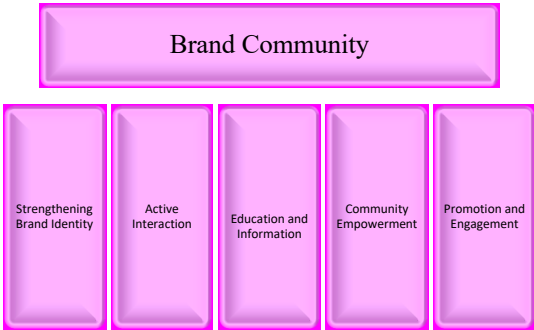 Brand Community
Strengthening
Brand Identity
Active
Interaction
Education and
Information
Community
Empowerment
Promotion and
Engagement